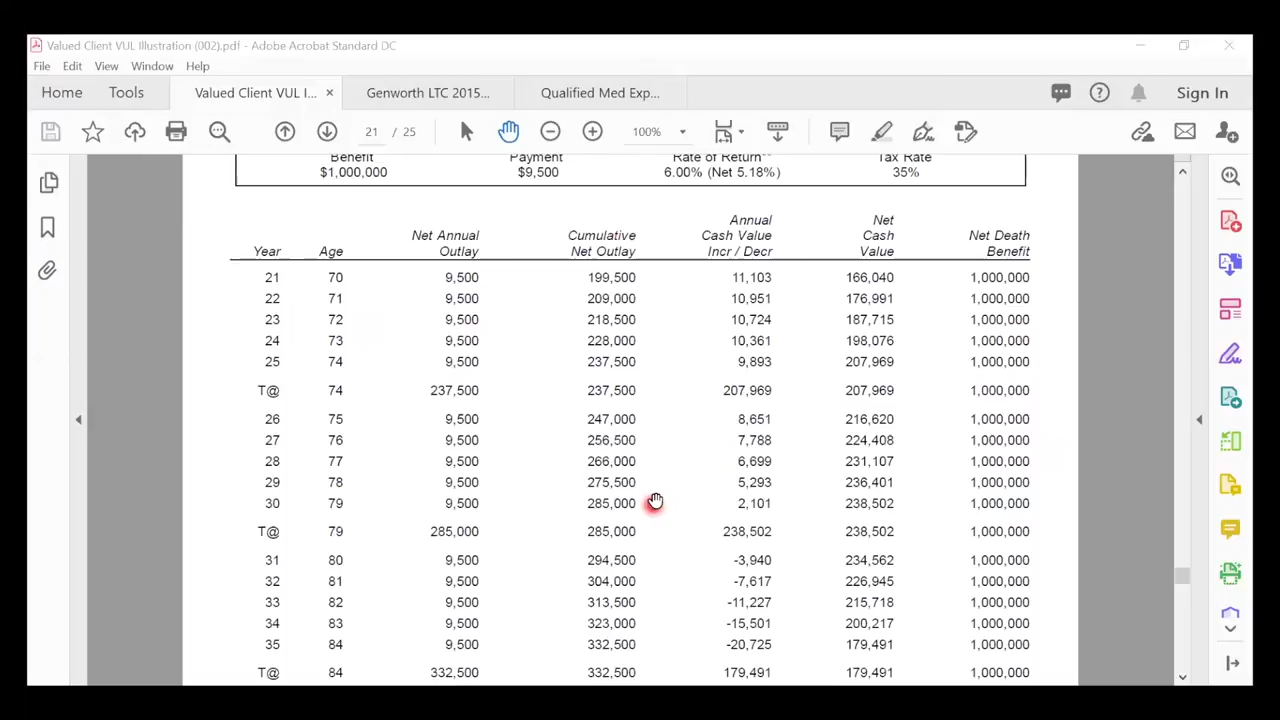 Valued Client VUL Illustration (002).pdf - Adobe Acrobat Standard DC
File Edit View Window Help
Home Tools Valued Client VUL I... × Genworth LTC 2015... Qualified Med Exp... Sign In
21 / 25 100%
Benefit Payment Rate of Return** Tax Rate
$1,000,000 $9,500 6.00% (Net 5.18%) 35%
Annual Net
Net Annual Cumulative Cash Value Cash Net Death
Year Age Outlay Net Outlay Incr / Decr Value Benefit
21 70 9,500 199,500 11,103 166,040 1,000,000
22 71 9,500 209,000 10,951 176,991 1,000,000
23 72 9,500 218,500 10,724 187,715 1,000,000
24 73 9,500 228,000 10,361 198,076 1,000,000
25 74 9,500 237,500 9,893 207,969 1,000,000
T@ 74 237,500 237,500 207,969 207,969 1,000,000
26 75 9,500 247,000 8,651 216,620 1,000,000
27 76 9,500 256,500 7,788 224,408 1,000,000
28 77 9,500 266,000 6,699 231,107 1,000,000
29 78 9,500 275,500 5,293 236,401 1,000,000
30 79 9,500 285,000 2,101 238,502 1,000,000
T@ 79 285,000 285,000 238,502 238,502 1,000,000
31 80 9,500 294,500 -3,940 234,562 1,000,000
32 81 9,500 304,000 -7,617 226,945 1,000,000
33 82 9,500 313,500 -11,227 215,718 1,000,000
34 83 9,500 323,000 -15,501 200,217 1,000,000
35 84 9,500 332,500 -20,725 179,491 1,000,000
T@ 84 332,500 332,500 179,491 179,491 1,000,000